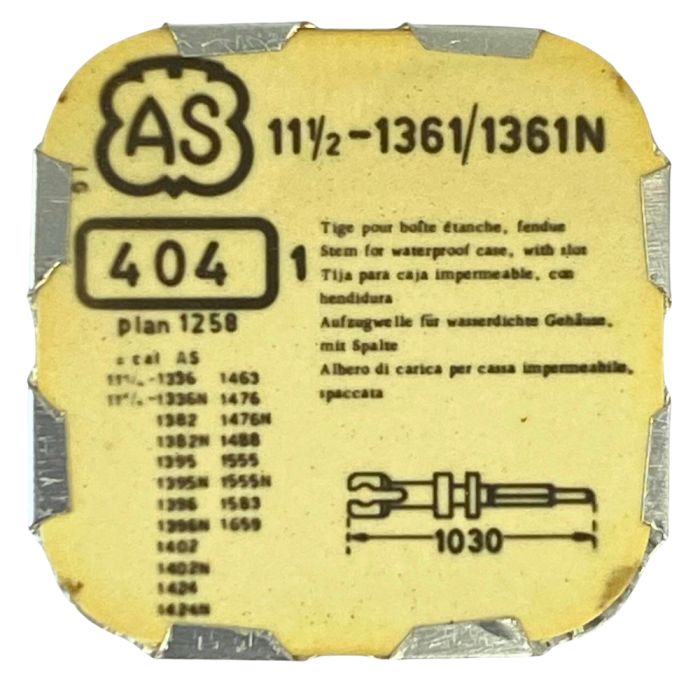 AS 11½-1361/1361N
404 1
plan 1258
Tige pour boîte étanche, fendue
Stem for waterproof case, with slot
Tija para caja impermeable, con
hendidura
Aufzugwelle für wasserdichte Gehäuse,
mit Spalte
Albero di carica per cassa impermeabile,
spaccata
cal AS
11½-1336 1463
11½-1336N 1476
1382 1476N
1382N 1488
1395 1555
1395N 1555N
1396 1583
1396N 1659
1402
1402N
1424
1424N
1030